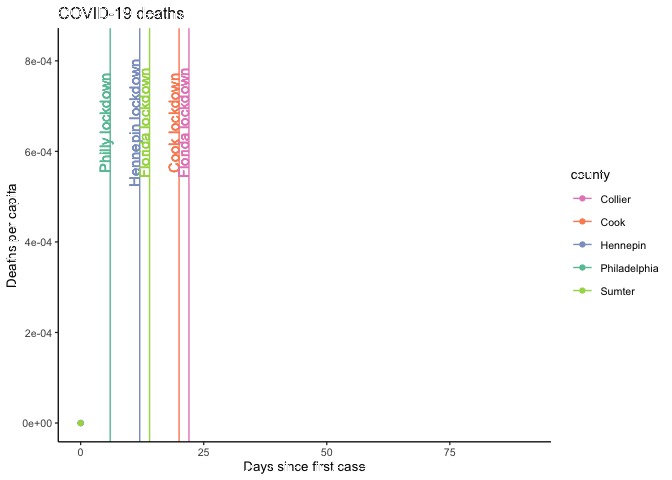 COVID-19 deaths
8e-04
6e-04
4e-04
2e-04
0e+00
Deaths per capita
Philly lockdown
Hennepin lockdown
Florida lockdown
Cook lockdown
Florida lockdown
0
25
50
75
Days since first case
county
Collier
Cook
Hennepin
Philadelphia
Sumter